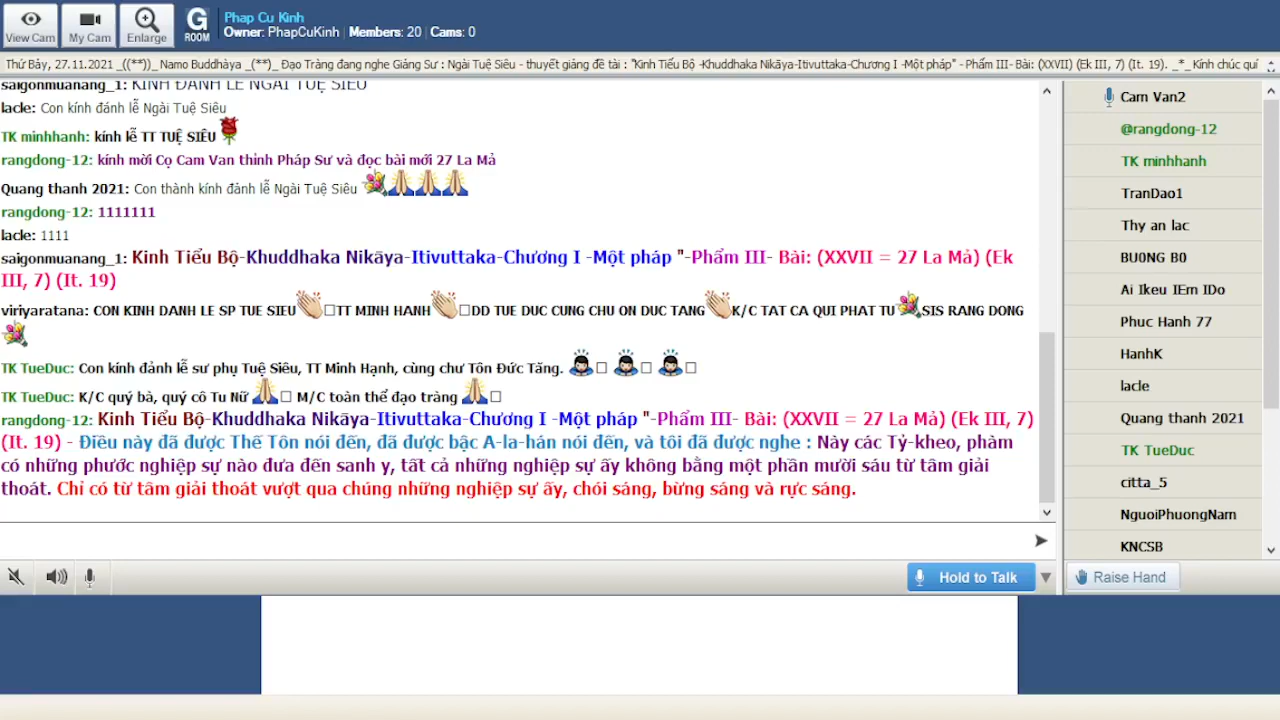 View Cam
My Cam
Enlarge
G
ROOM
Phap Cu Kinh
Owner: PhapCuKinh | Members: 20 | Cams: 0
Thứ Bảy, 27.11.2021 _((**))_ Namo Buddhàya _(**)_ Đạo Tràng đang nghe Giảng Sư : Ngài Tuệ Siêu - thuyết giảng đề tài : "Kinh Tiểu Bộ -Khuddhaka Nikāya-Itivuttaka-Chương I -Một pháp" - Phẩm III- Bài: (XXVII) (Ek III, 7) (It. 19). _*_ Kính chúc quí
saigonmuanang_1: KÍNH ĐẢNH LỄ NGÀI TUỆ SIÊU
lacle: Con kính đảnh lễ Ngài Tuệ Siêu
TK minhhanh: kính lễ TT TUỆ SIÊU
rangdong-12: kính mời Cọ Cam Van thỉnh Pháp Sư và đọc bài mới 27 La Mả
Quang thanh 2021: Con thành kính đảnh lễ Ngài Tuệ Siêu
rangdong-12: 1111111
lacle: 1111
saigonmuanang_1: Kinh Tiểu Bộ-Khuddhaka Nikāya-Itivuttaka-Chương I -Một pháp "-Phẩm III- Bài: (XXVII = 27 La Mả) (Ek
III, 7) (It. 19)
viriyaratana: CON KINH DANH LE SP TUE SIEU TT MINH HANH DD TUE DUC CUNG CHU ON DUC TANG K/C TAT CA QUI PHAT TU SIS RANG DONG
TK TueDuc: Con kính đảnh lễ sư phụ Tuệ Siêu, TT Minh Hạnh, cùng chư Tôn Đức Tăng.
TK TueDuc: K/C quý bà, quý cô Tu Nữ M/C toàn thể đạo tràng
rangdong-12: Kinh Tiểu Bộ-Khuddhaka Nikāya-Itivuttaka-Chương I -Một pháp "-Phẩm III- Bài: (XXVII = 27 La Mả) (Ek III, 7)
(It. 19) - Điều này đã được Thế Tôn nói đến, đã được bậc A-la-hán nói đến, và tôi đã được nghe : Này các Tỷ-kheo, phàm
có những phước nghiệp sự nào đưa đến sanh y, tất cả những nghiệp sự ấy không bằng một phần mười sáu từ tâm giải
thoát. Chỉ có từ tâm giải thoát vượt qua chúng những nghiệp sự ấy, chói sáng, bừng sáng và rực sáng.
Hold to Talk
Cam Van2
@rangdong-12
TK minhhanh
TranDao1
Thy an lac
BU0NG B0
Ai Ikeu IEm IDo
Phuc Hanh 77
HanhK
lacle
Quang thanh 2021
TK TueDuc
citta_5
NguoiPhuongNam
KNCSB
Raise Hand